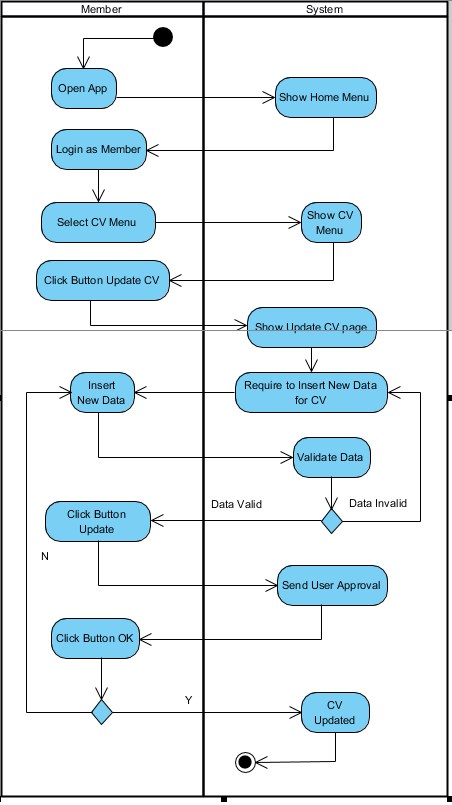 Member
System
Open App
Show Home Menu
Login as Member
Select CV Menu
Show CV
Menu
Click Button Update CV
Show Update CV page
Insert
New Data
Require to Insert New Data
for CV
Validate Data
Data Valid
Data Invalid
Click Button
Update
N
Send User Approval
Click Button OK
Y
CV
Updated